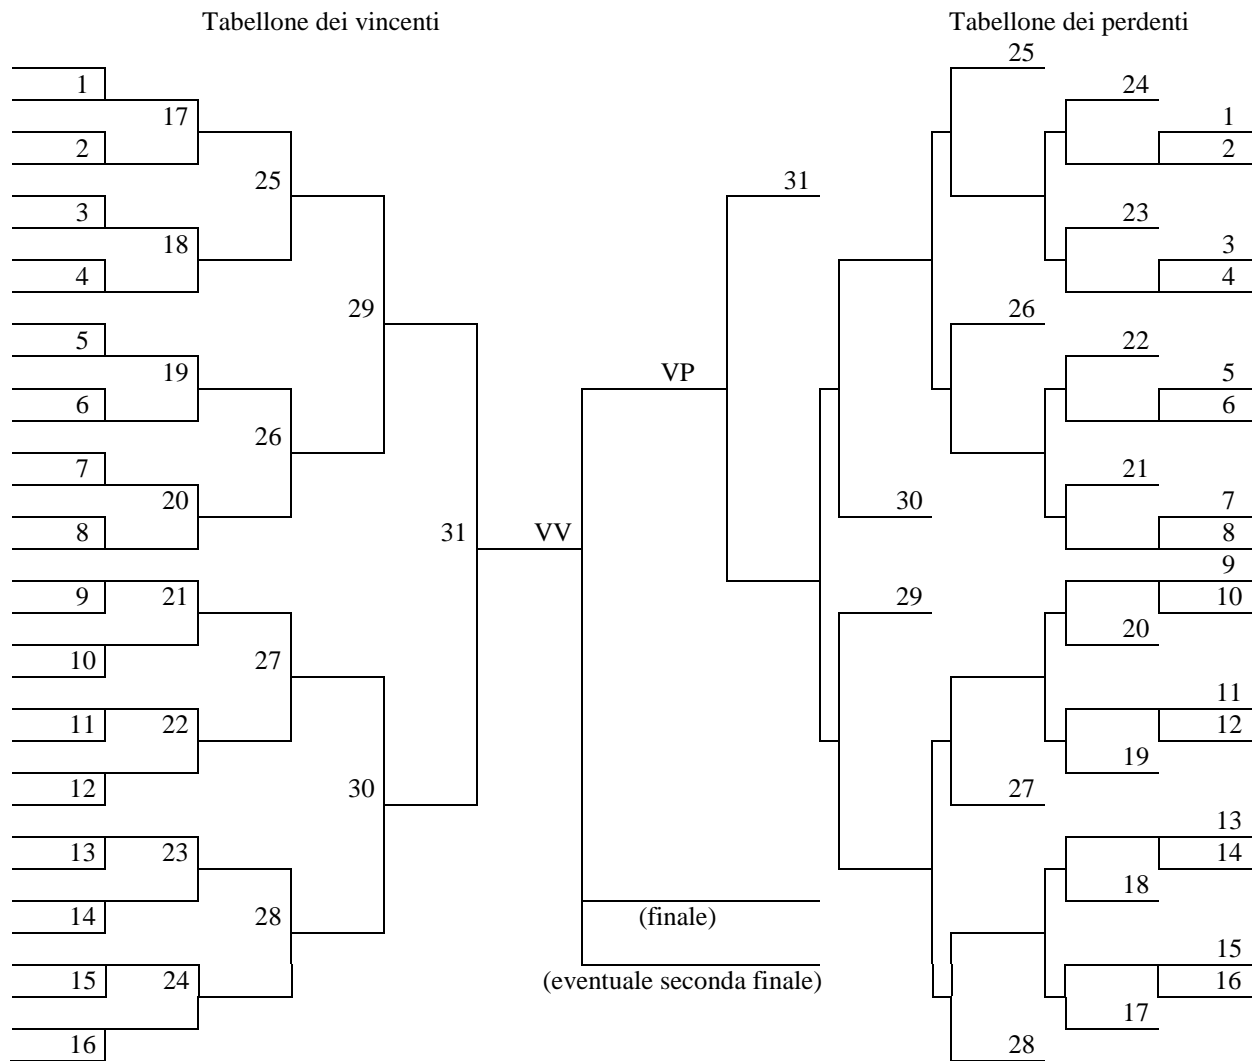 Tabellone dei vincenti Tabellone dei perdenti
25
1 24
17 1
2 2
25 31
3 23
18 3
4 4
29 26
5 22
19 VP 5
6 6
26
7 21
20 30 7
8 31 VV 8
9
9 21 29 10
20
10 27
11 22 11
12
19
12 30 27
13
13 23 14
18
14 28 (finale)
15
15 24 (eventuale seconda finale) 16
17
16 28